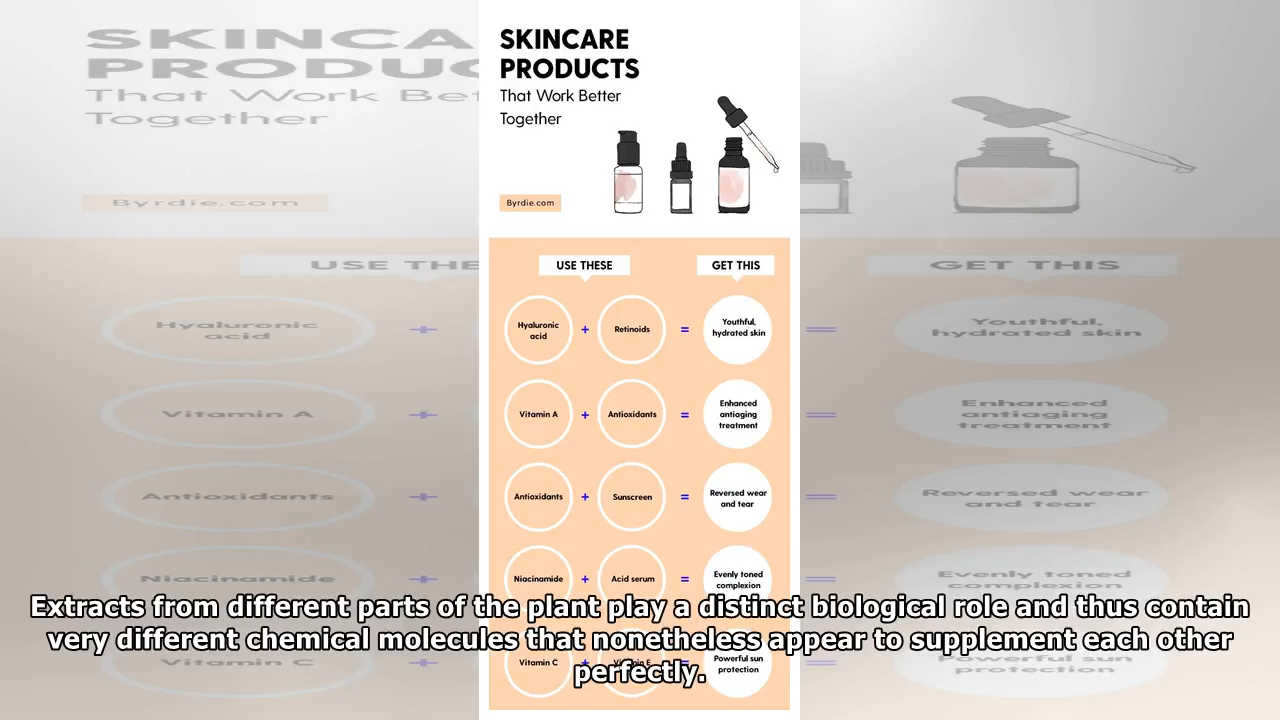 SKINCARE
PRODUCTS
That Work Better
Together
Byrdie.com
USE THESE
GET THIS
Hyaluronic
acid
+
Retinoids
=
Youthful,
hydrated skin
Vitamin A
+
Antioxidants
=
Enhanced
antiaging
treatment
Antioxidants
+
Sunscreen
=
Reversed wear
and tear
Niacinamide
+
Acid serum
=
Evenly toned
complexion
Vitamin C
Powerful sun
protection
Extracts from different parts of the plant play a distinct biological role and thus contain
very different chemical molecules that nonetheless appear to supplement each other
perfectly.